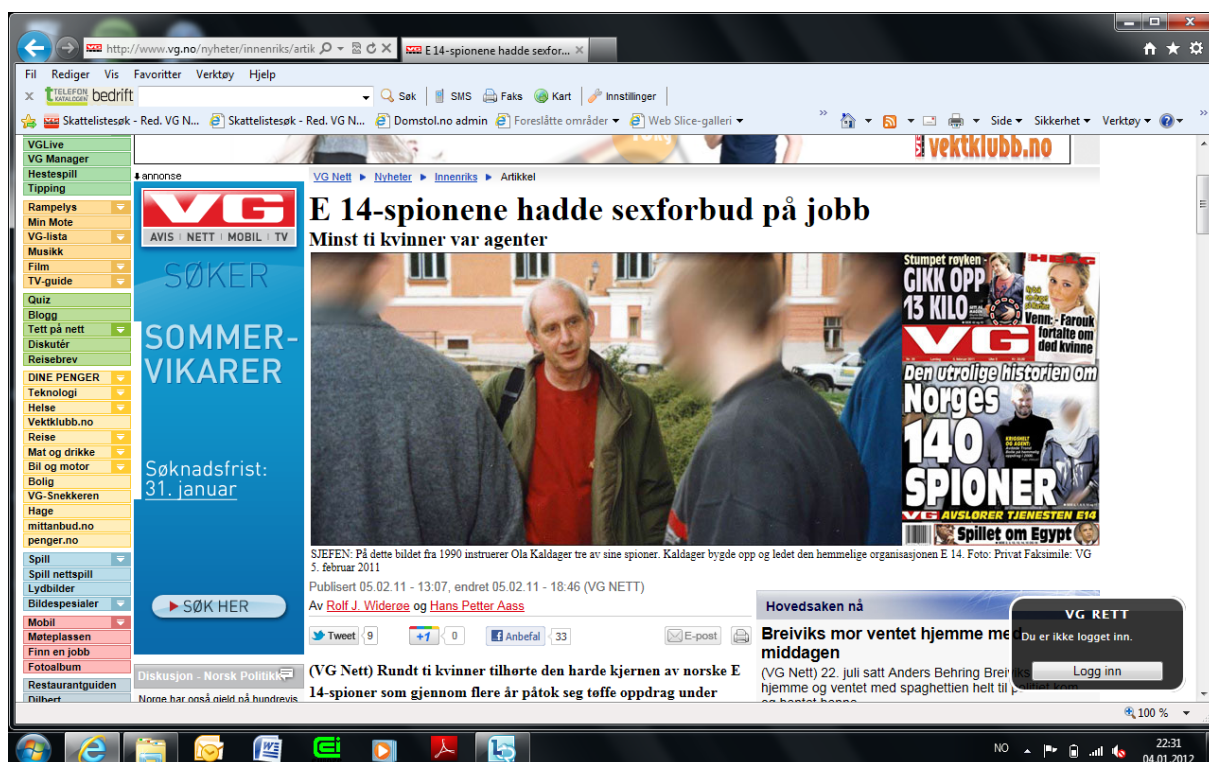 http://www.vg.no/nyheter/innenriks/artik
E 14-spionene hadde sexfor...
Fil Rediger Vis Favoritter Verktøy Hjelp
TELEFON KATALOGEN bedrift
Søk SMS Faks Kart Innstillinger
Skattelistesøk - Red. VG N... Skattelistesøk - Red. VG N... Domstol.no admin Foreslåtte områder Web Slice-galleri Side Sikkerhet Verktøy
VGLive
VG Manager
Hestespill
Tipping
Rampelys
Min Mote
VG-lista
Musikk
Film
TV-guide
Quiz
Blogg
Tett på nett
Diskutér
Reisebrev
DINE PENGER
Teknologi
Helse
Vektklubb.no
Reise
Mat og drikke
Bil og motor
Bolig
VG-Snekkeren
Hage
mittanbud.no
penger.no
Spill
Spill nettspill
Lydbilder
Bildespesialer
Mobil
Møteplassen
Finn en jobb
Fotoalbum
Restaurantguiden
Dilbert
annonse
VG
AVIS NETT MOBIL TV
SØKER
SOMMER-
VIKARER
Søknadsfrist:
31. januar
SØK HER
Diskusjon - Norsk Politikk
Norge har også gjeld på hundrevis
vektklubb.no
VG Nett Nyheter Innenriks Artikkel
E 14-spionene hadde sexforbud på jobb
Minst ti kvinner var agenter
Stumpet røyken -
GIKK OPP
13 KILO
HELG
Venn: - Farouk
fortalte om
død kvinne
VG
Den utrolige historien om
Norges
140
SPIONER
VG AVSLØRER TJENESTEN E14
Spillet om Egypt
SJEFEN: På dette bildet fra 1990 instruerer Ola Kaldager tre av sine spioner. Kaldager bygde opp og ledet den hemmelige organisasjonen E 14. Foto: Privat Faksimile: VG
5. februar 2011
Publisert 05.02.11 - 13:07, endret 05.02.11 - 18:46 (VG NETT)
Av Rolf J. Widerøe og Hans Petter Aass
Tweet 9 +1 0 Anbefal 33 E-post
(VG Nett) Rundt ti kvinner tilhørte den harde kjernen av norske E
14-spioner som gjennom flere år påtok seg tøffe oppdrag under
Hovedsaken nå
Breiviks mor ventet hjemme med
middagen
(VG Nett) 22. juli satt Anders Behring Breiviks
hjemme og ventet med spaghettien helt til politiet kom
og hentet henne
VG RETT
Du er ikke logget inn.
Logg inn
100 %
NO
22:31
04.01.2012